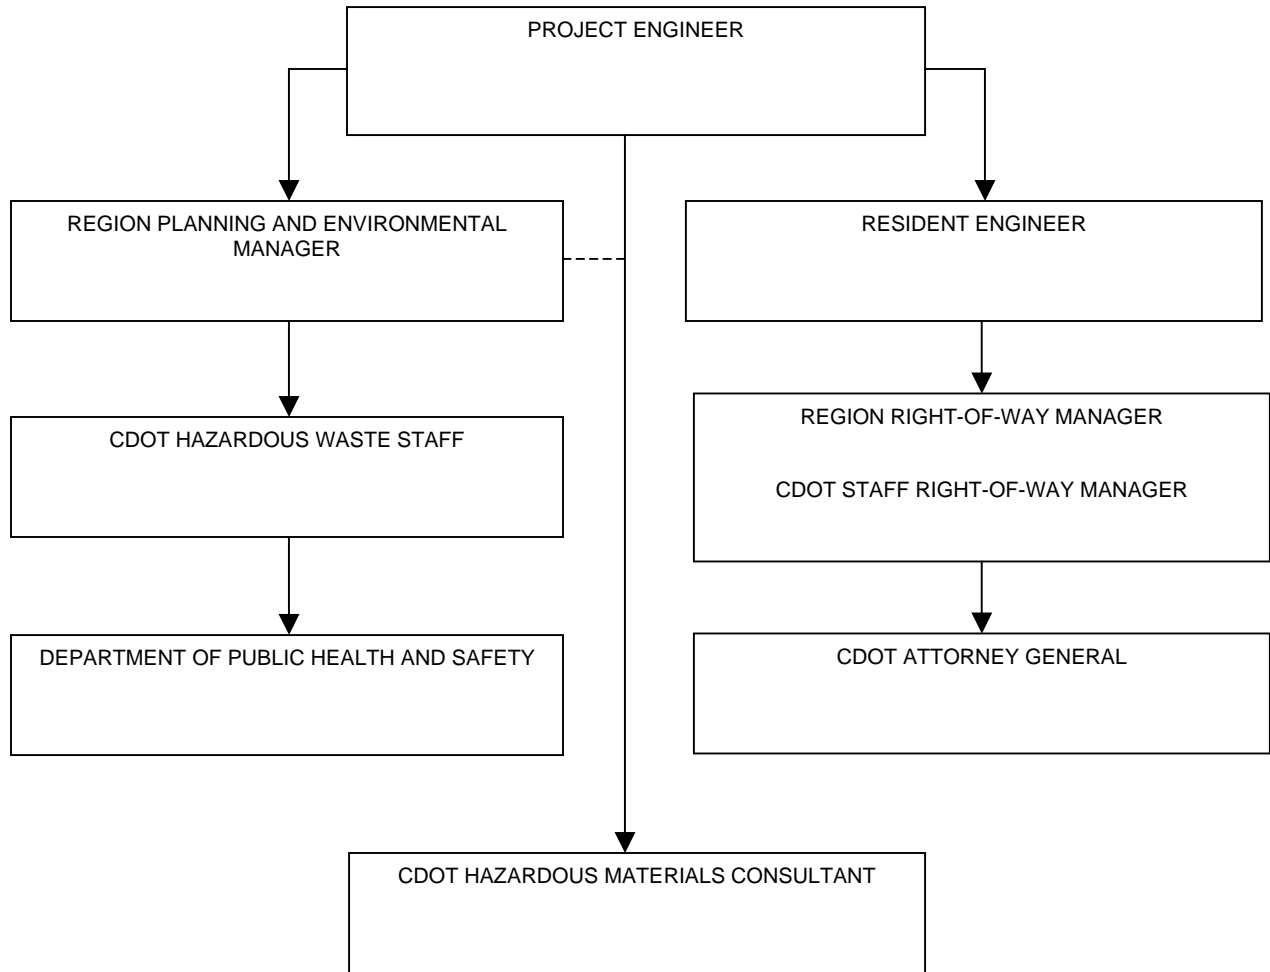 PROJECT ENGINEER
REGION PLANNING AND ENVIRONMENTAL
MANAGER
RESIDENT ENGINEER
CDOT HAZARDOUS WASTE STAFF
REGION RIGHT-OF-WAY MANAGER
CDOT STAFF RIGHT-OF-WAY MANAGER
DEPARTMENT OF PUBLIC HEALTH AND SAFETY
CDOT ATTORNEY GENERAL
CDOT HAZARDOUS MATERIALS CONSULTANT